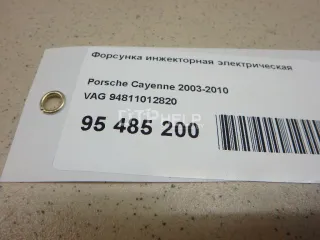 Форсунка инжекторная электрическая
Porsche Cayenne 2003-2010
VAG 94811012820
95 485 200